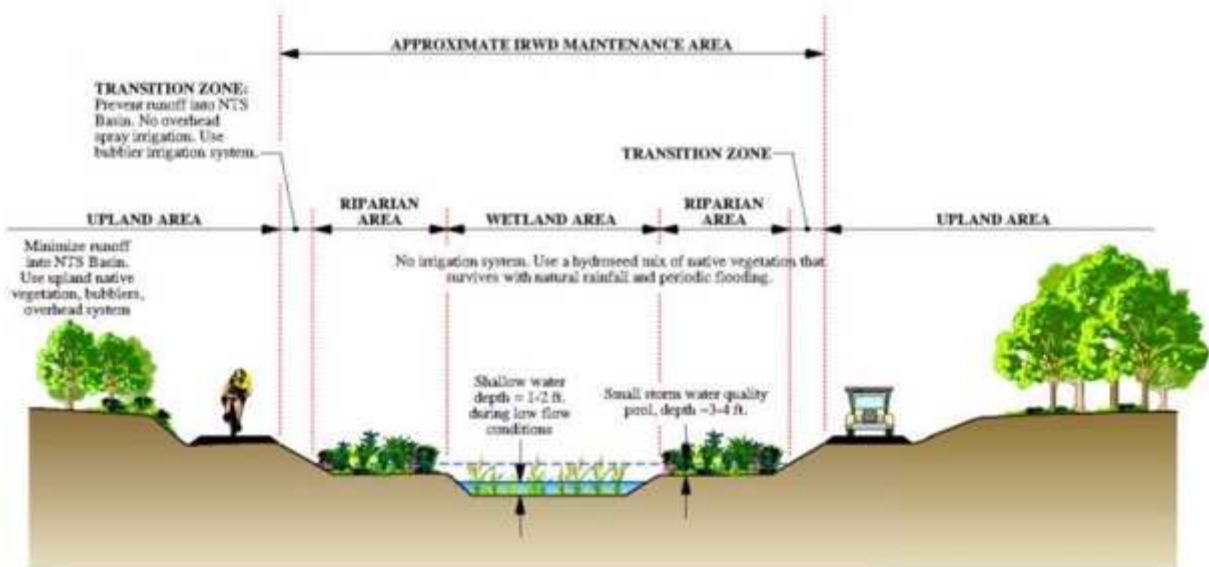 APPROXIMATE IRWD MAINTENANCE AREA
TRANSITION ZONE:
Prevent runoff into NTS
Basin. No overhead
spray irrigation. Use
bubbler irrigation system.
TRANSITION ZONE
UPLAND AREA
RIPARIAN
AREA
WETLAND AREA
RIPARIAN
AREA
UPLAND AREA
Minimize runoff
into NTS Basin.
Use upland native
vegetation, bubblers,
overhead system
No irrigation system. Use a hydroseed mix of native vegetation that
survives with natural rainfall and periodic flooding.
Shallow water
depth = 1-2 ft.
during low flow
conditions
Small storm water quality
pool, depth ~3-4 ft.